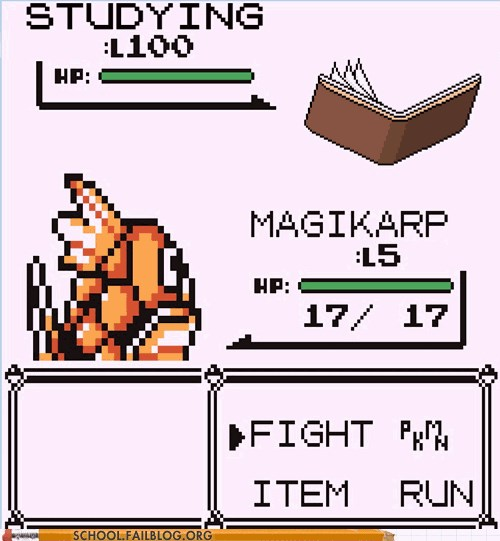 STUDYING
:L100
HP:
MAGIKARP
:L5
HP:
17/ 17
FIGHT PKMN
ITEM RUN
SCHOOL.FAILBLOG.ORG